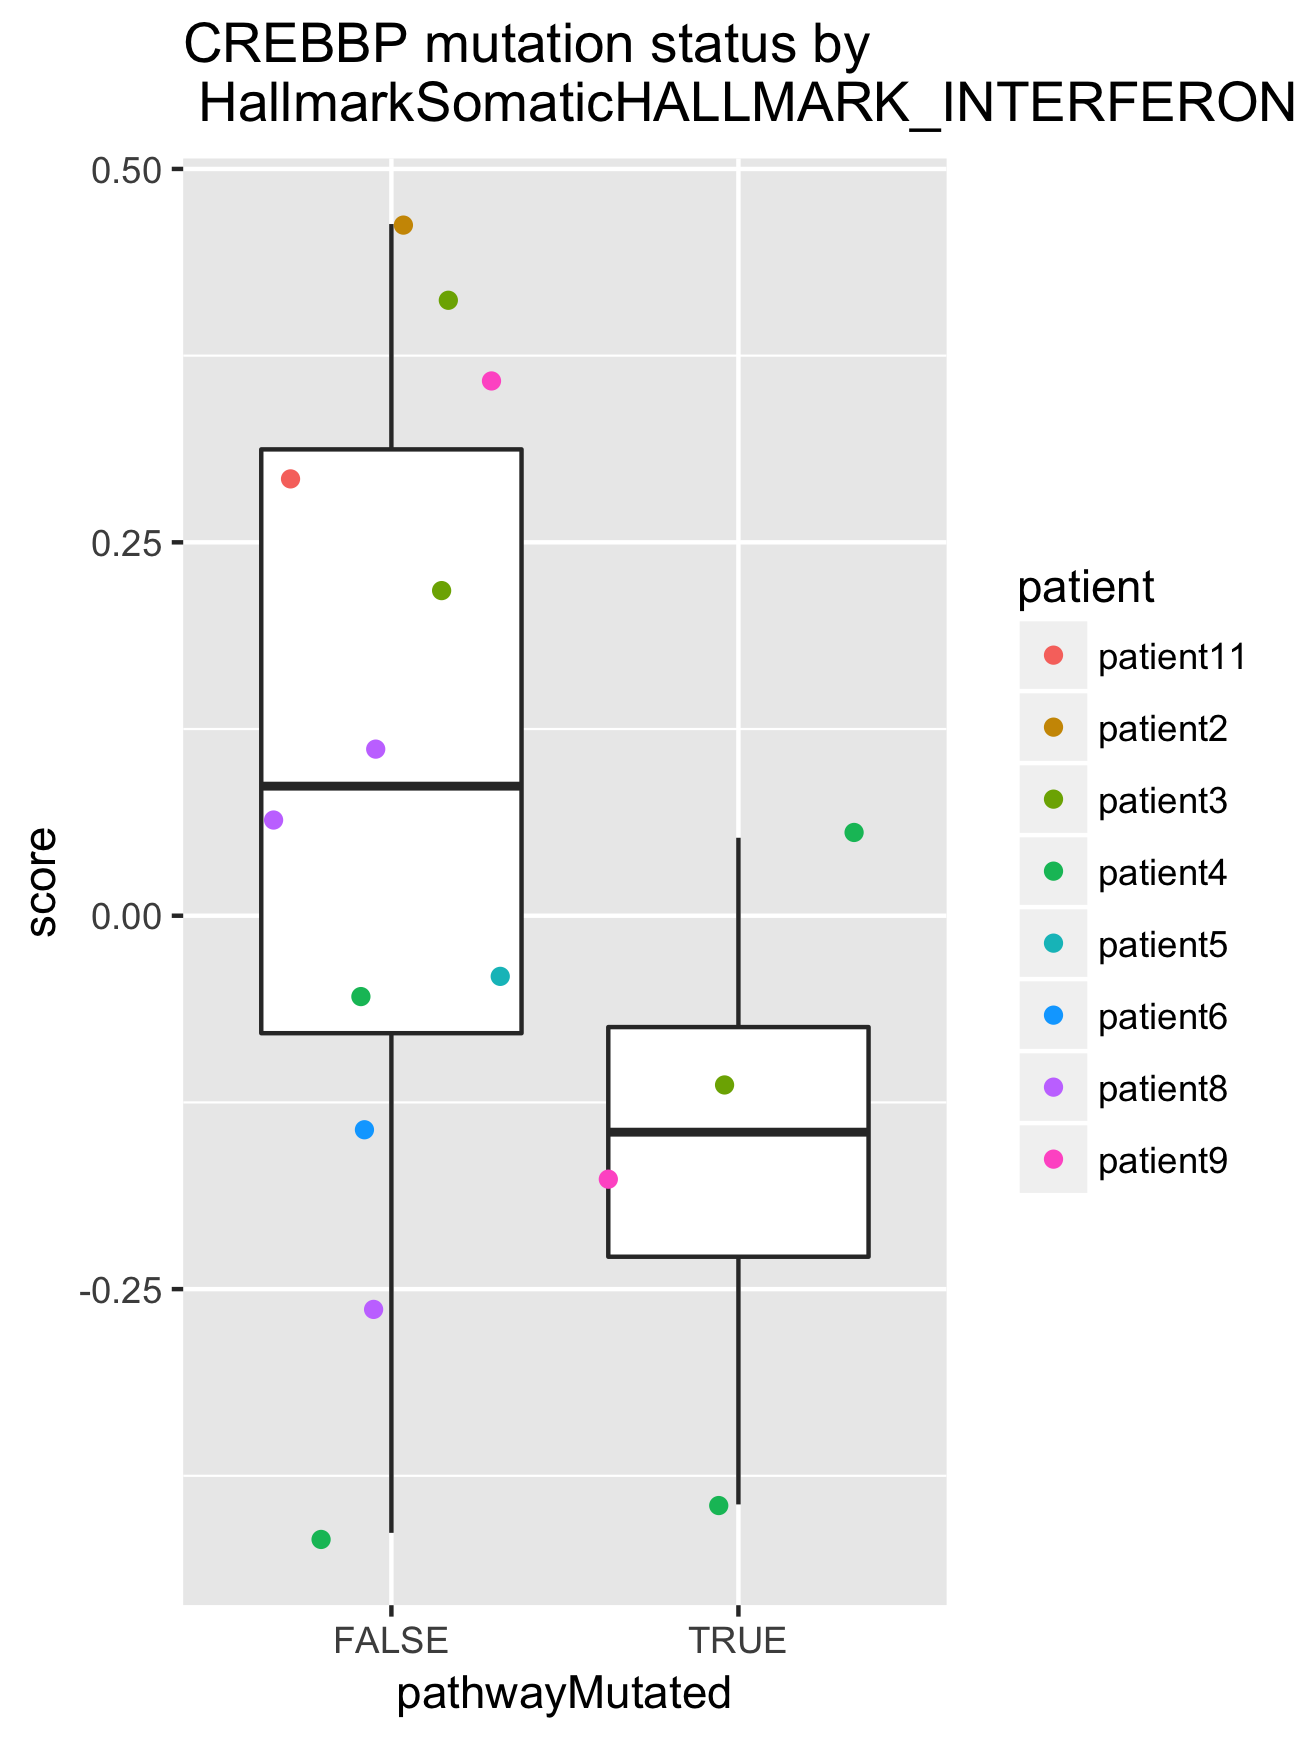 CREBBP mutation status by
HallmarkSomaticHALLMARK_INTERFERON
0.50
0.25
0.00
-0.25
score
FALSE
TRUE
pathwayMutated
patient
patient11
patient2
patient3
patient4
patient5
patient6
patient8
patient9